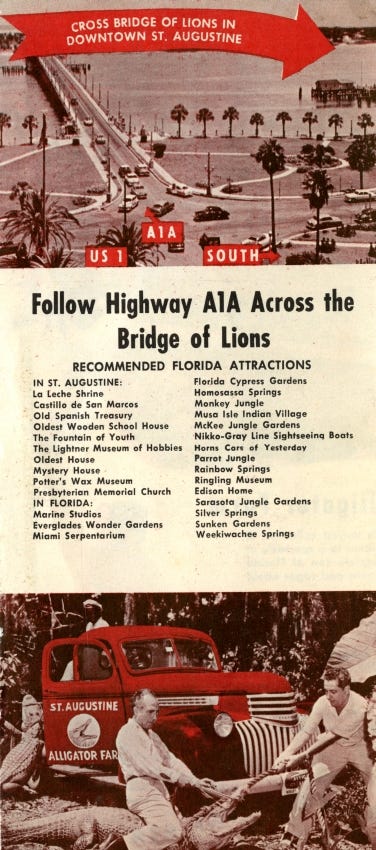 CROSS BRIDGE OF LIONS IN
DOWNTOWN ST. AUGUSTINE
A1A
US 1
SOUTH
Follow Highway A1A Across the
Bridge of Lions
RECOMMENDED FLORIDA ATTRACTIONS
IN ST. AUGUSTINE:
La Leche Shrine
Castillo de San Marcos
Old Spanish Treasury
Oldest Wooden School House
The Fountain of Youth
The Lightner Museum of Hobbies
Oldest House
Mystery House
Potter's Wax Museum
Presbyterian Memorial Church
IN FLORIDA:
Marine Studios
Everglades Wonder Gardens
Miami Serpentarium
Florida Cypress Gardens
Homosassa Springs
Monkey Jungle
Musa Isle Indian Village
McKee Jungle Gardens
Nikko-Gray Line Sightseeing Boats
Horns Cars of Yesterday
Parrot Jungle
Rainbow Springs
Ringling Museum
Edison Home
Sarasota Jungle Gardens
Silver Springs
Sunken Gardens
Weekiwachee Springs
ST. AUGUSTINE
ALLIGATOR FAR